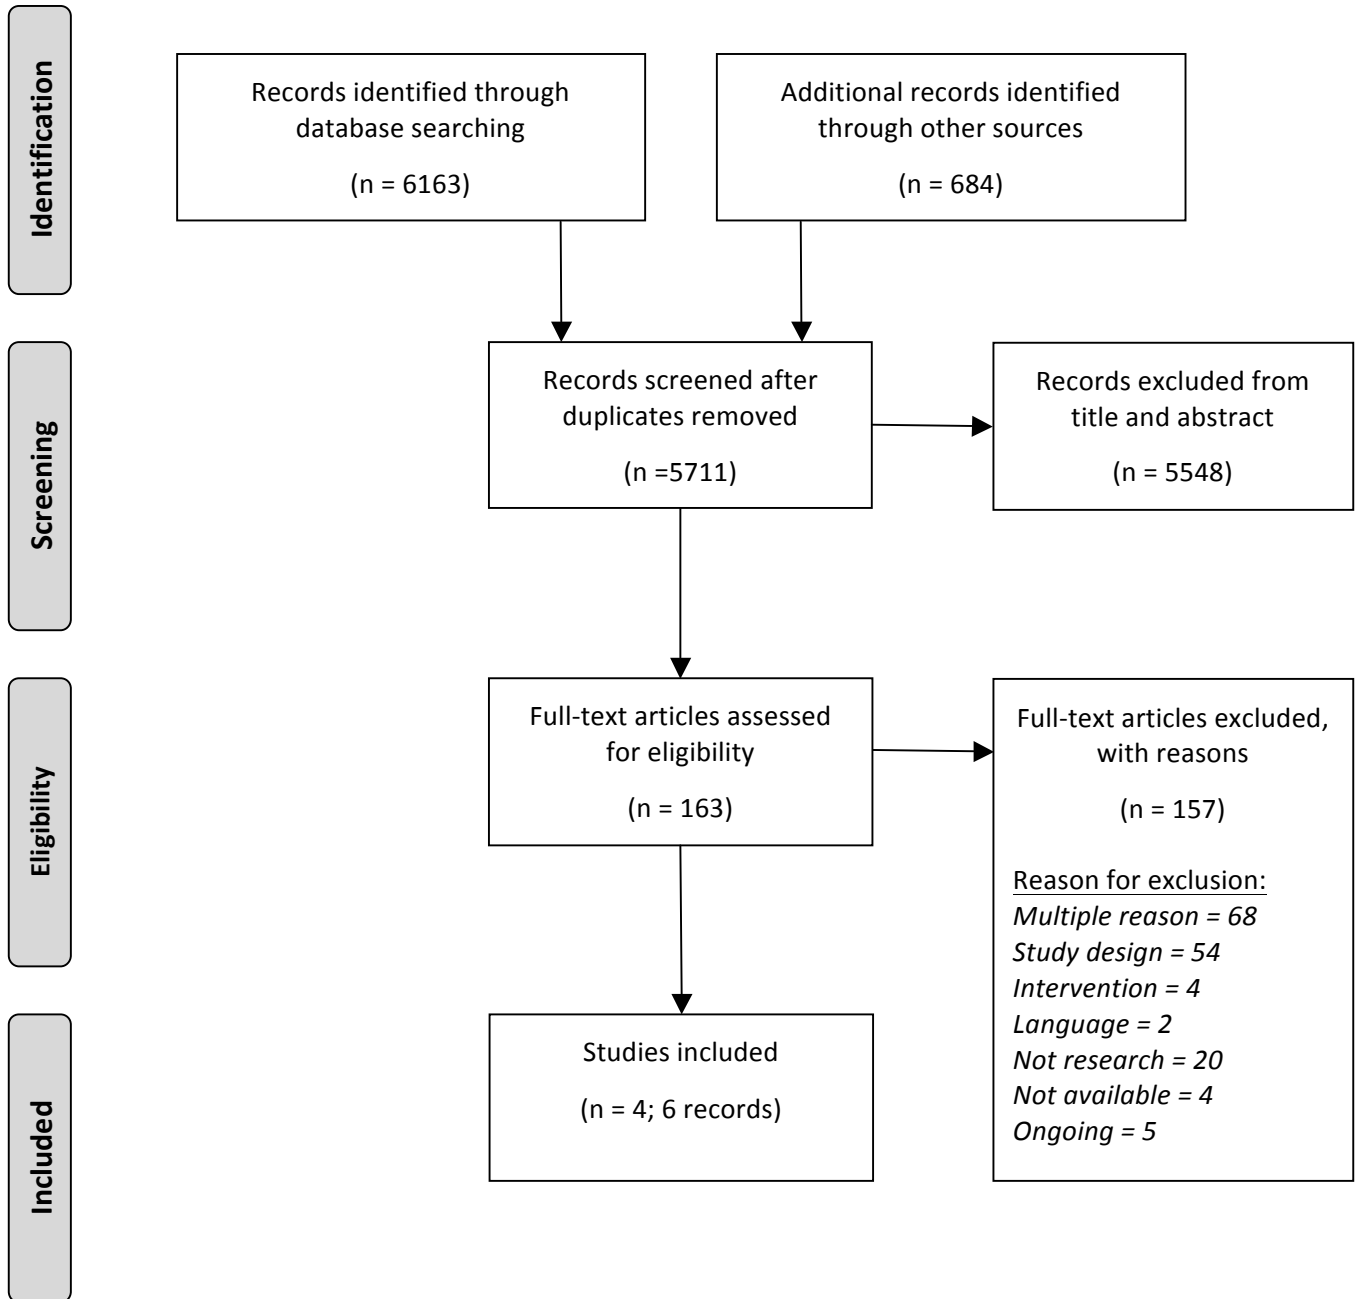 Identification
Records identified through
database searching
(n = 6163)
Additional records identified
through other sources
(n = 684)
Screening
Records screened after
duplicates removed
(n =5711)
Records excluded from
title and abstract
(n = 5548)
Eligibility
Full-text articles assessed
for eligibility
(n = 163)
Full-text articles excluded,
with reasons
(n = 157)
Reason for exclusion:
Multiple reason = 68
Study design = 54
Intervention = 4
Language = 2
Not research = 20
Not available = 4
Ongoing = 5
Included
Studies included
(n = 4; 6 records)